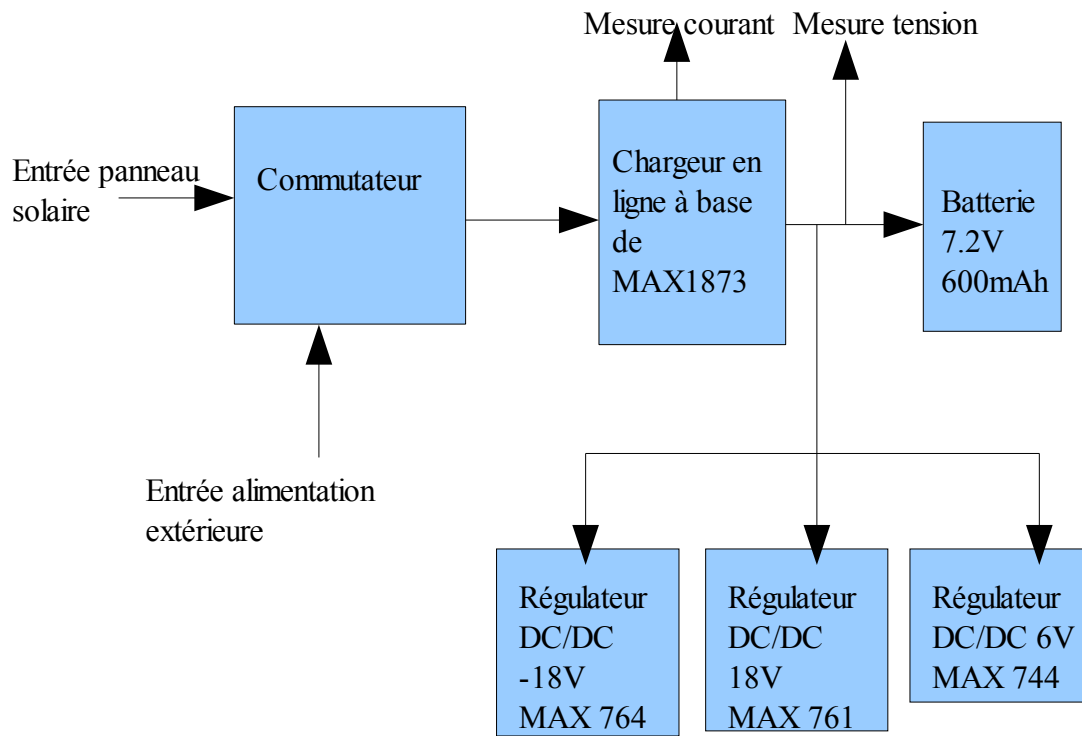 Mesure courant
Mesure tension
Entrée panneau
solaire
Commutateur
Chargeur en
ligne à base
de
MAX1873
Batterie
7.2V
600mAh
Entrée alimentation
extérieure
Régulateur
DC/DC
-18V
MAX 764
Régulateur
DC/DC
18V
MAX 761
Régulateur
DC/DC 6V
MAX 744